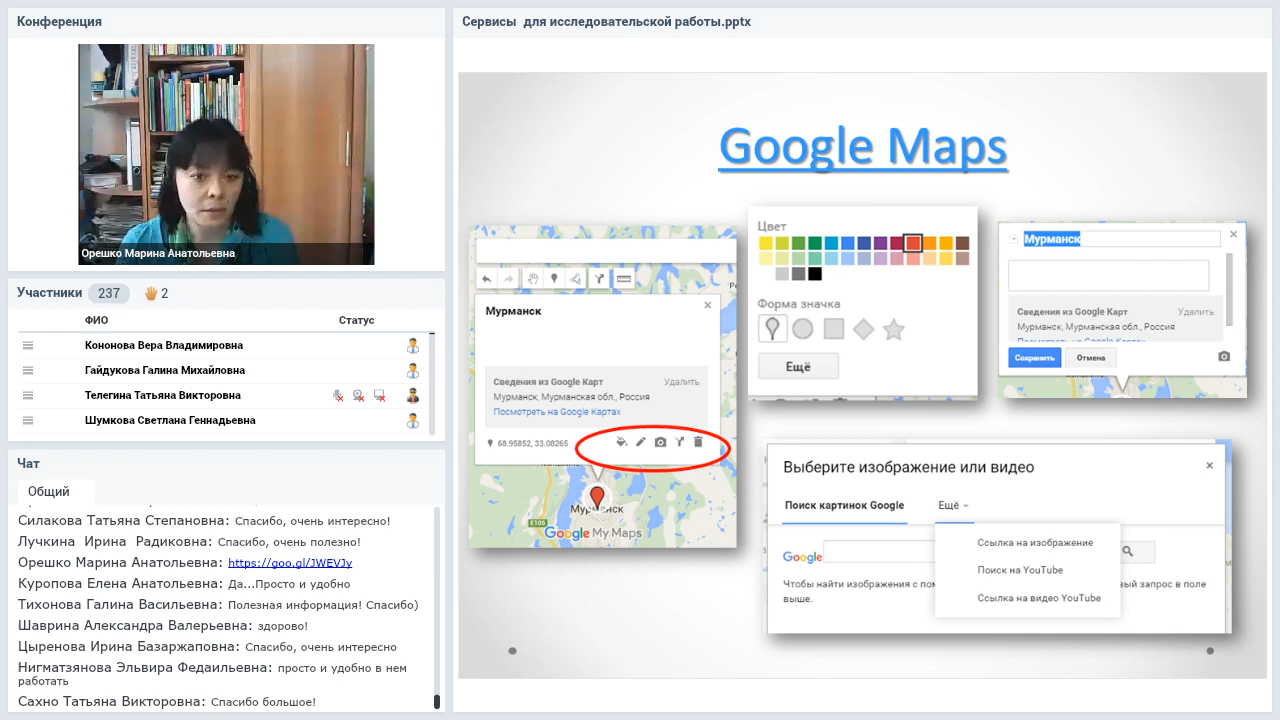 Конференция
Орешко Марина Анатольевна
Участники 237 2
ФИО Статус
Кононова Вера Владимировна
Гайдукова Галина Михайловна
Телегина Татьяна Викторовна
Шумкова Светлана Геннадьевна
Чат
Общий
Силакова Татьяна Степановна: Спасибо, очень интересно!
Лучкина Ирина Радиковна: Спасибо, очень полезно!
Орешко Марина Анатольевна: https://goo.gl/JWEVJy
Куропова Елена Анатольевна: Да...Просто и удобно
Тихонова Галина Васильевна: Полезная информация! Спасибо)
Шаврина Александра Валерьевна: здорово!
Цыренова Ирина Базаржаповна: Спасибо, очень интересно
Нигматзянова Эльвира Федаильевна: просто и удобно в нем
работать
Сахно Татьяна Викторовна: Спасибо большое!
Сервисы для исследовательской работы.pptx
Google Maps
Мурманск
Сведения из Google Карт Удалить
Мурманск, Мурманская обл., Россия
Посмотреть на Google Картах
68.95852, 33.08265
Мурманск
E105
Google My Maps
Цвет
Форма значка
Ещё
Мурманск
Сведения из Google Карт Удалить
Мурманск, Мурманская обл., Россия
Посмотреть на Google Картах
Сохранить Отмена
Выберите изображение или видео
Поиск картинок Google Ещё
Ссылка на изображение
Google Поиск на YouTube
Чтобы найти изображения с пом вый запрос в поле
выше. Ссылка на видео YouTube